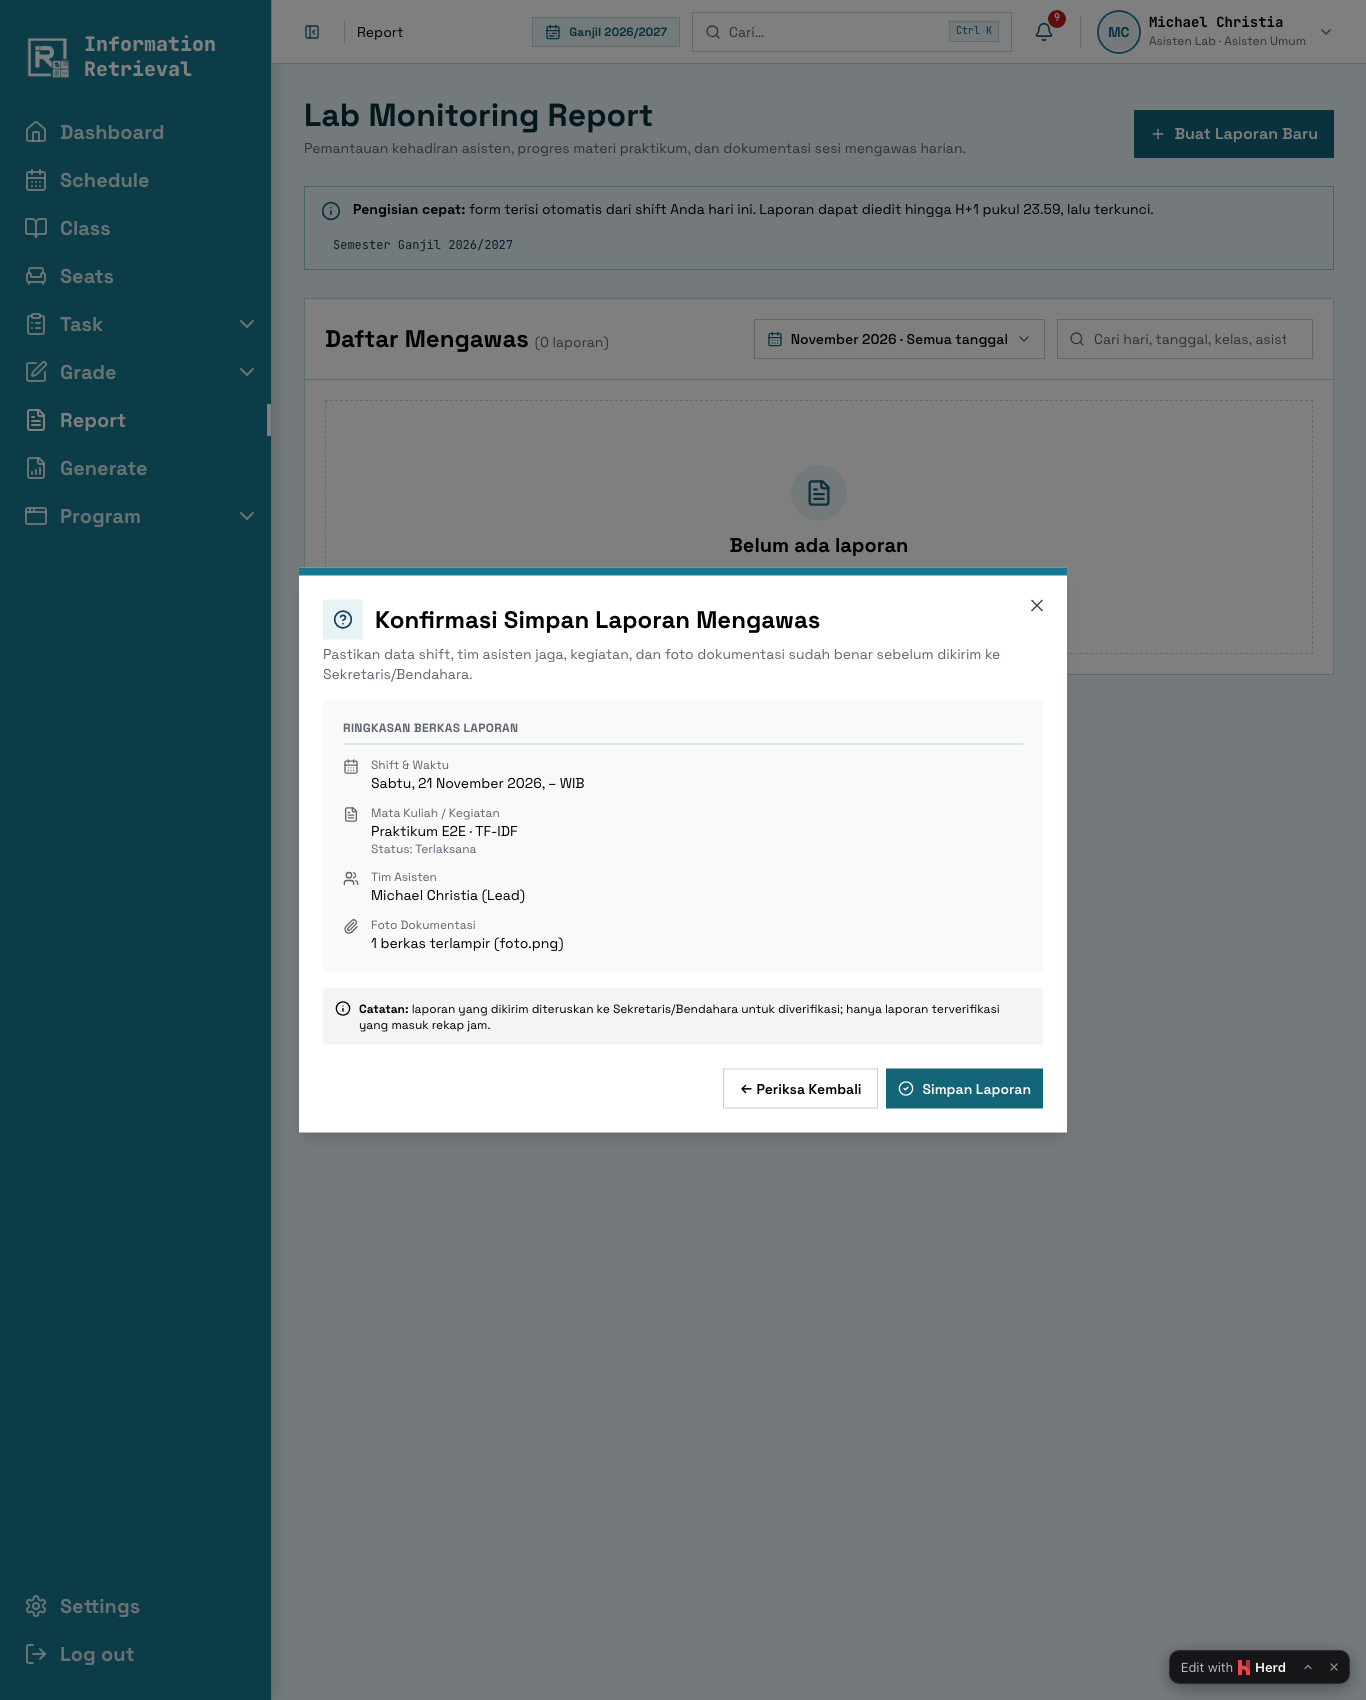 Information
Retrieval
Dashboard
Schedule
Class
Seats
Task
Grade
Report
Generate
Program
Settings
Log out
Report
Ganjil 2026/2027
Cari...
Ctrl K
9
MC
Michael Christia
Asisten Lab · Asisten Umum
Lab Monitoring Report
Pemantauan kehadiran asisten, progres materi praktikum, dan dokumentasi sesi mengawas harian.
+ Buat Laporan Baru
Pengisian cepat: form terisi otomatis dari shift Anda hari ini. Laporan dapat diedit hingga H+1 pukul 23.59, lalu terkunci.
Semester Ganjil 2026/2027
Daftar Mengawas (0 laporan)
November 2026 · Semua tanggal
Cari hari, tanggal, kelas, asist
Belum ada laporan
Konfirmasi Simpan Laporan Mengawas
Pastikan data shift, tim asisten jaga, kegiatan, dan foto dokumentasi sudah benar sebelum dikirim ke
Sekretaris/Bendahara.
RINGKASAN BERKAS LAPORAN
Shift & Waktu
Sabtu, 21 November 2026, – WIB
Mata Kuliah / Kegiatan
Praktikum E2E · TF-IDF
Status: Terlaksana
Tim Asisten
Michael Christia (Lead)
Foto Dokumentasi
1 berkas terlampir (foto.png)
Catatan: laporan yang dikirim diteruskan ke Sekretaris/Bendahara untuk diverifikasi; hanya laporan terverifikasi
yang masuk rekap jam.
← Periksa Kembali
Simpan Laporan
Edit with Herd